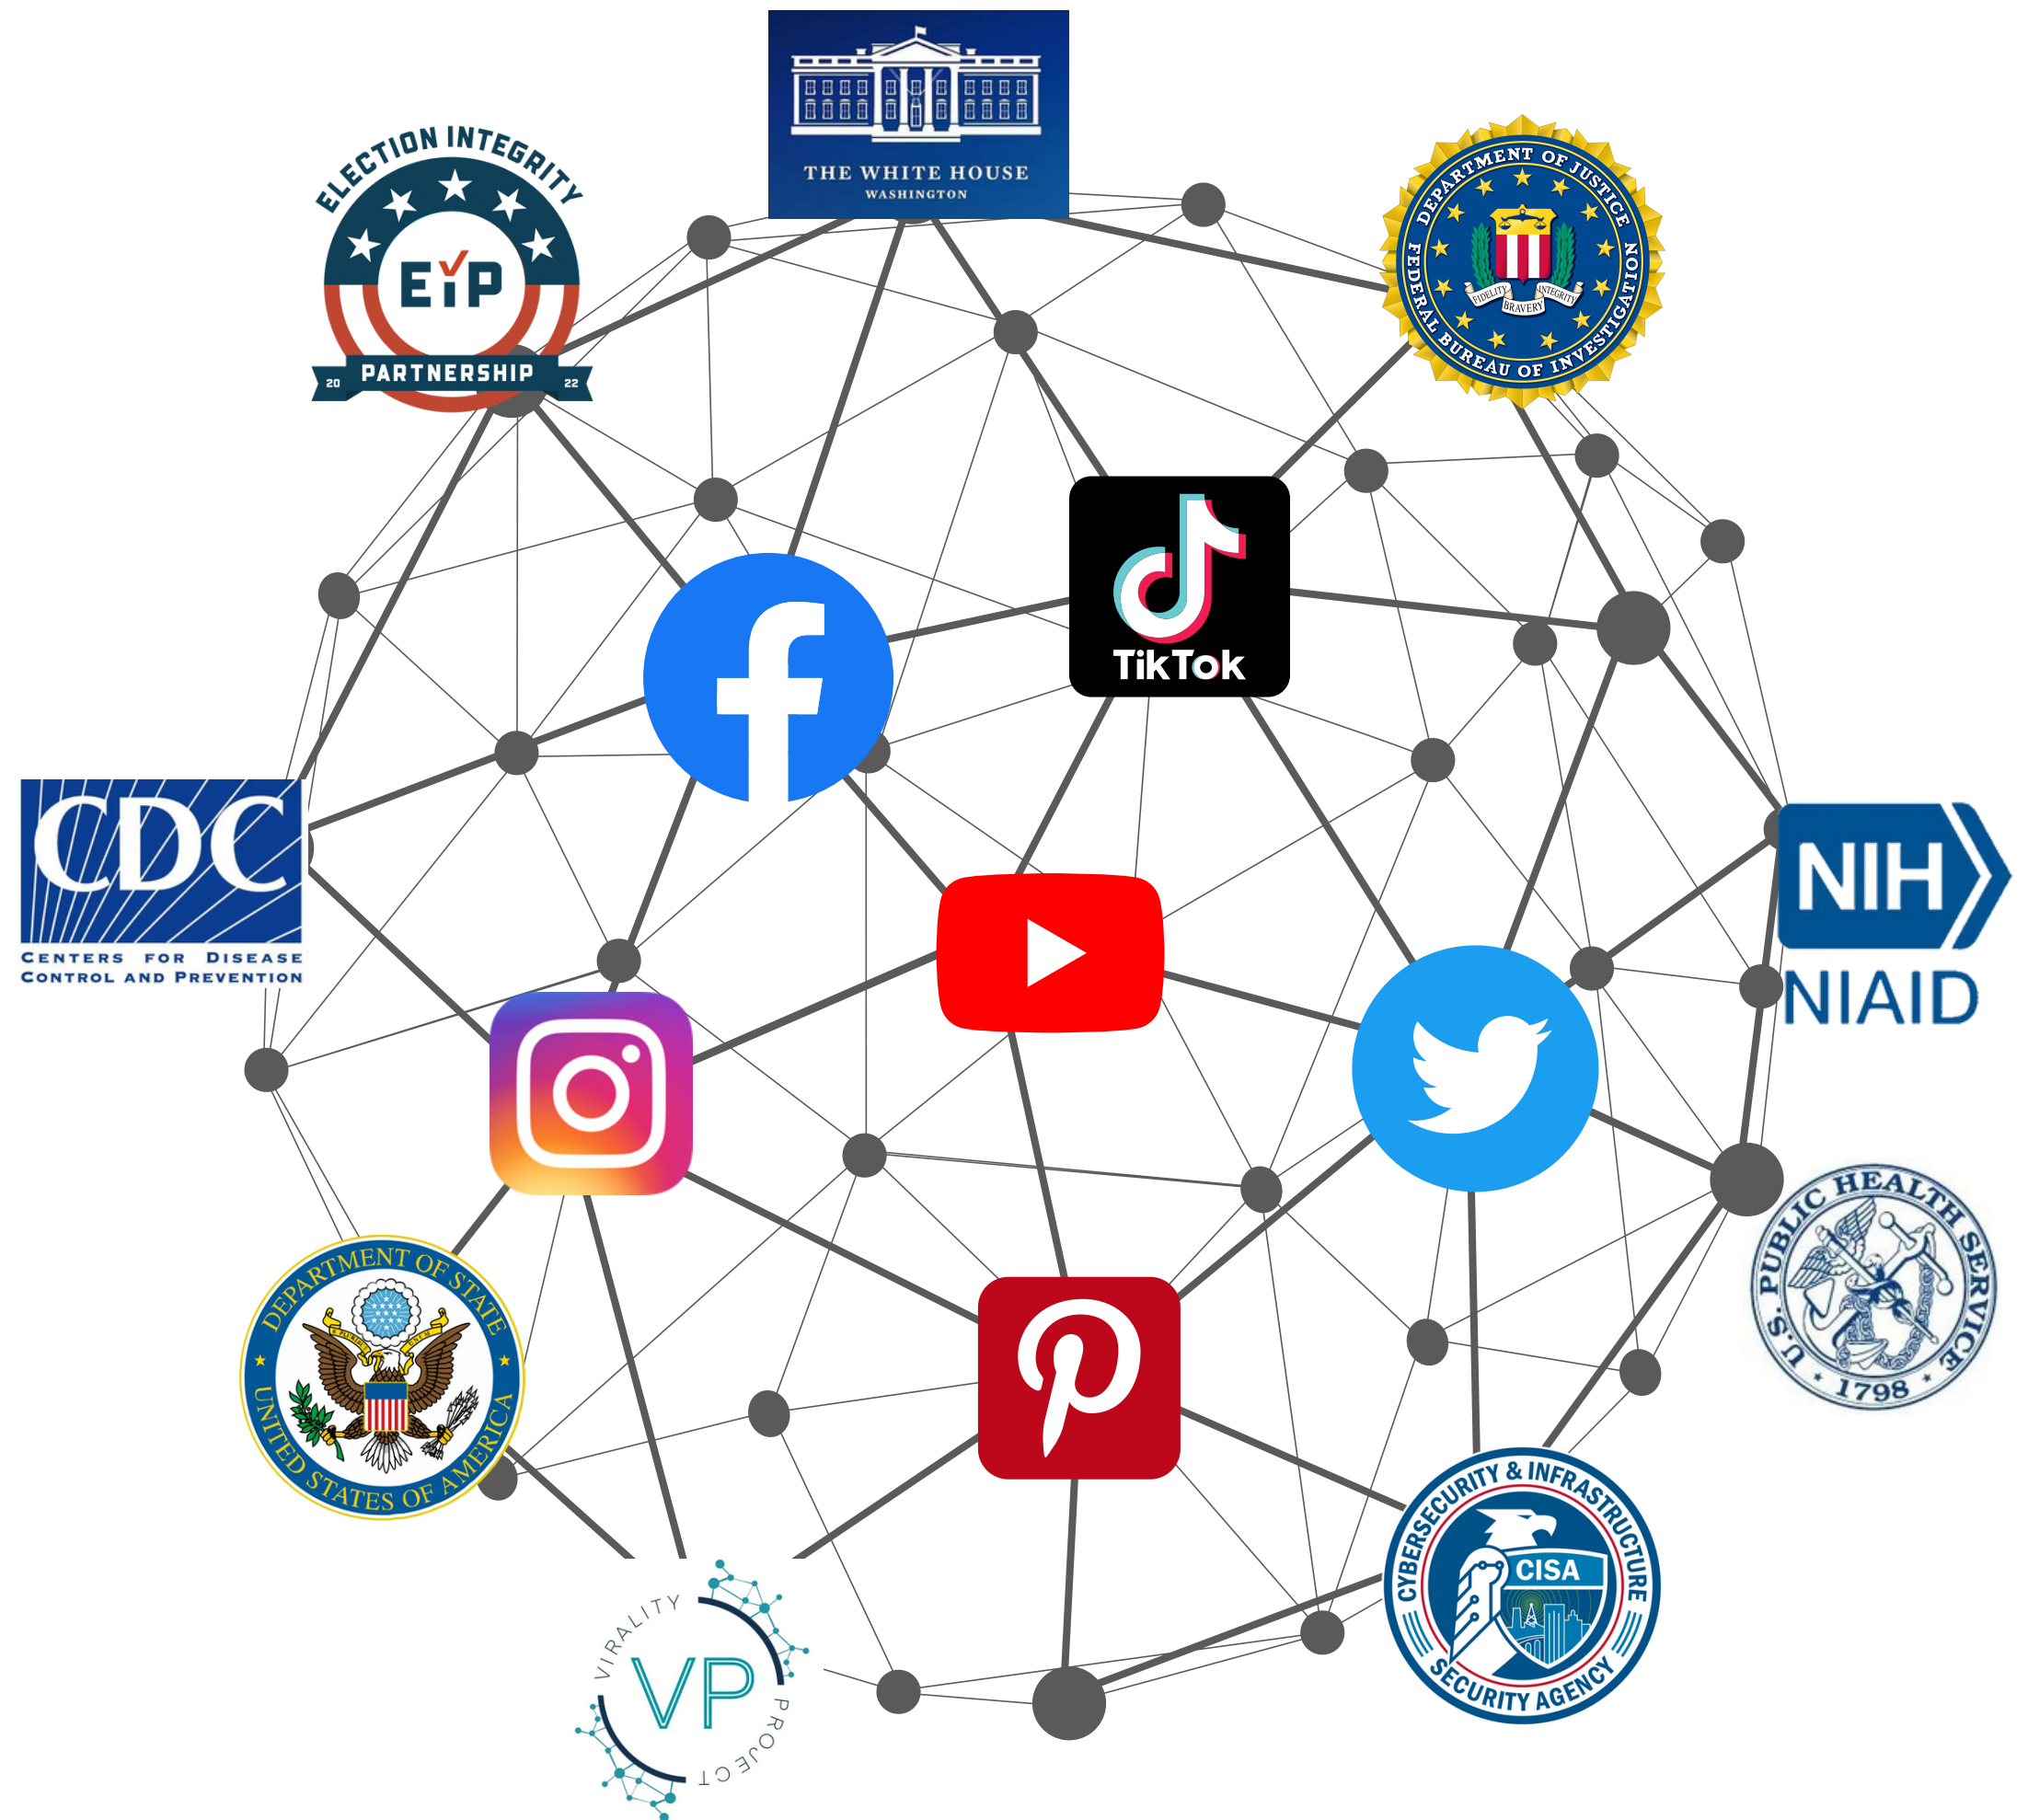 THE WHITE HOUSE
WASHINGTON
ELECTION INTEGRITY
EIP
PARTNERSHIP
20 22
DEPARTMENT OF JUSTICE
FEDERAL BUREAU OF INVESTIGATION
FIDELITY BRAVERY INTEGRITY
TikTok
CDC
CENTERS FOR DISEASE
CONTROL AND PREVENTION
NIH
NIAID
U.S. PUBLIC HEALTH SERVICE
1798
DEPARTMENT OF STATE
UNITED STATES OF AMERICA
CYBERSECURITY & INFRASTRUCTURE
SECURITY AGENCY
CISA
VIRALITY
VP
PROJECT